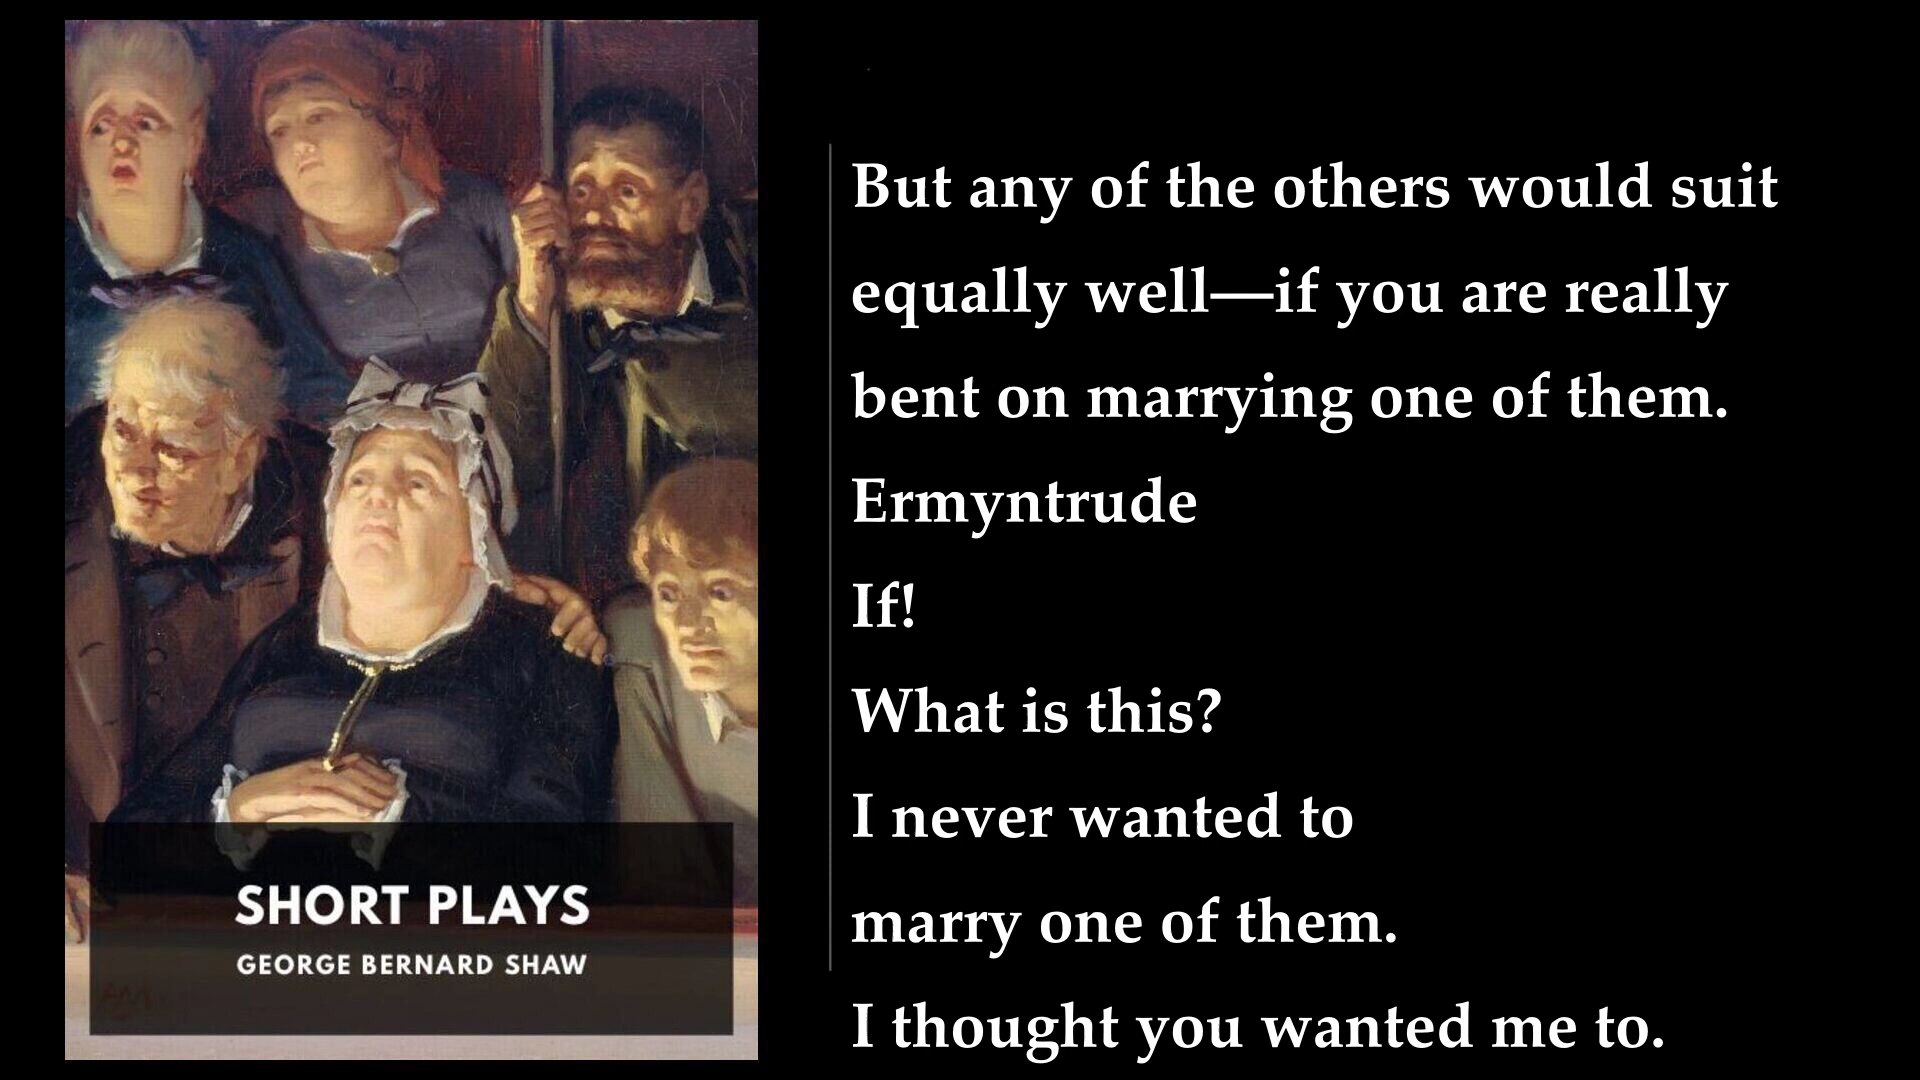 SHORT PLAYS
GEORGE BERNARD SHAW
But any of the others would suit
equally well—if you are really
bent on marrying one of them.
Ermyntrude
If!
What is this?
I never wanted to
marry one of them.
I thought you wanted me to.